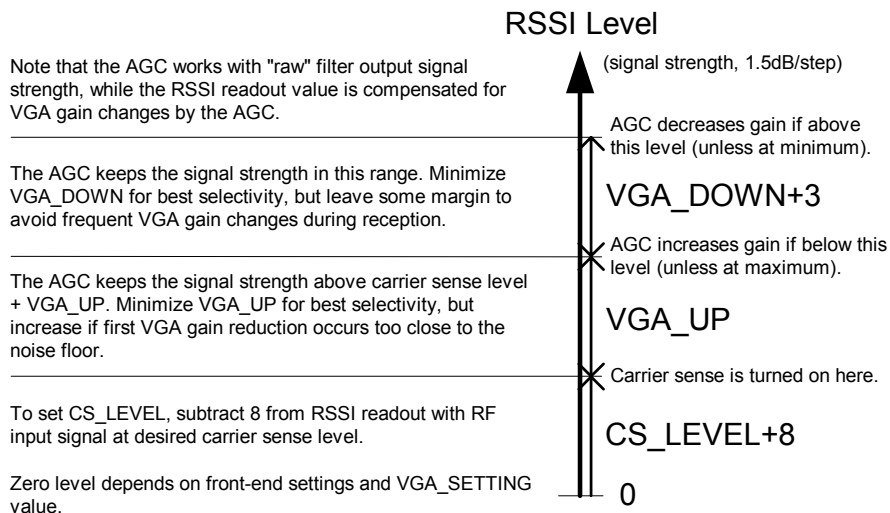 RSSI Level
(signal strength, 1.5dB/step)
Note that the AGC works with "raw" filter output signal
strength, while the RSSI readout value is compensated for
VGA gain changes by the AGC.
AGC decreases gain if above
this level (unless at minimum).
The AGC keeps the signal strength in this range. Minimize
VGA_DOWN for best selectivity, but leave some margin to
avoid frequent VGA gain changes during reception.
VGA_DOWN+3
AGC increases gain if below this
level (unless at maximum).
The AGC keeps the signal strength above carrier sense level
+ VGA_UP. Minimize VGA_UP for best selectivity, but
increase if first VGA gain reduction occurs too close to the
noise floor.
VGA_UP
Carrier sense is turned on here.
To set CS_LEVEL, subtract 8 from RSSI readout with RF
input signal at desired carrier sense level.
CS_LEVEL+8
Zero level depends on front-end settings and VGA_SETTING
value.
0